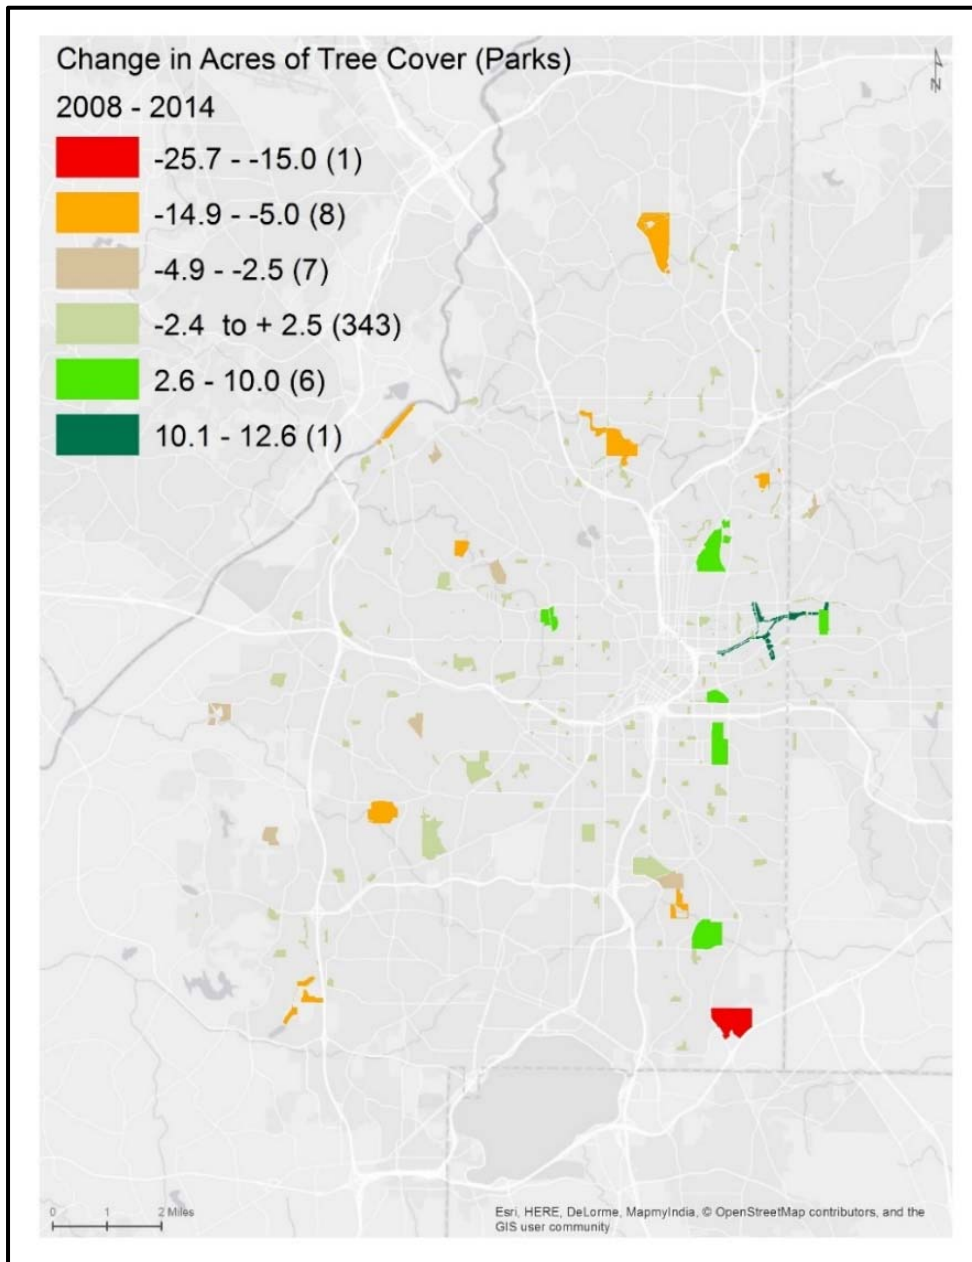 Change in Acres of Tree Cover (Parks)
2008 - 2014
-25.7 - -15.0 (1)
-14.9 - -5.0 (8)
-4.9 - -2.5 (7)
-2.4  to + 2.5 (343)
2.6 - 10.0 (6)
10.1 - 12.6 (1)
N
0 1 2 Miles
Esri, HERE, DeLorme, MapmyIndia, © OpenStreetMap contributors, and the
GIS user community